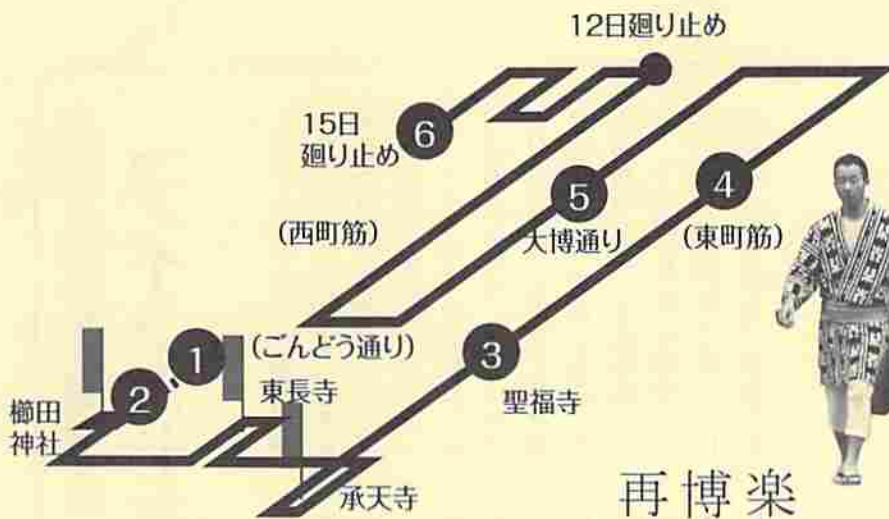 12日廻り止め
15日
廻り止め
6
5
4
(西町筋)
大博通り
(東町筋)
1
(ごんどう通り)
3
2
東長寺
聖福寺
櫛田
神社
承天寺
再博楽